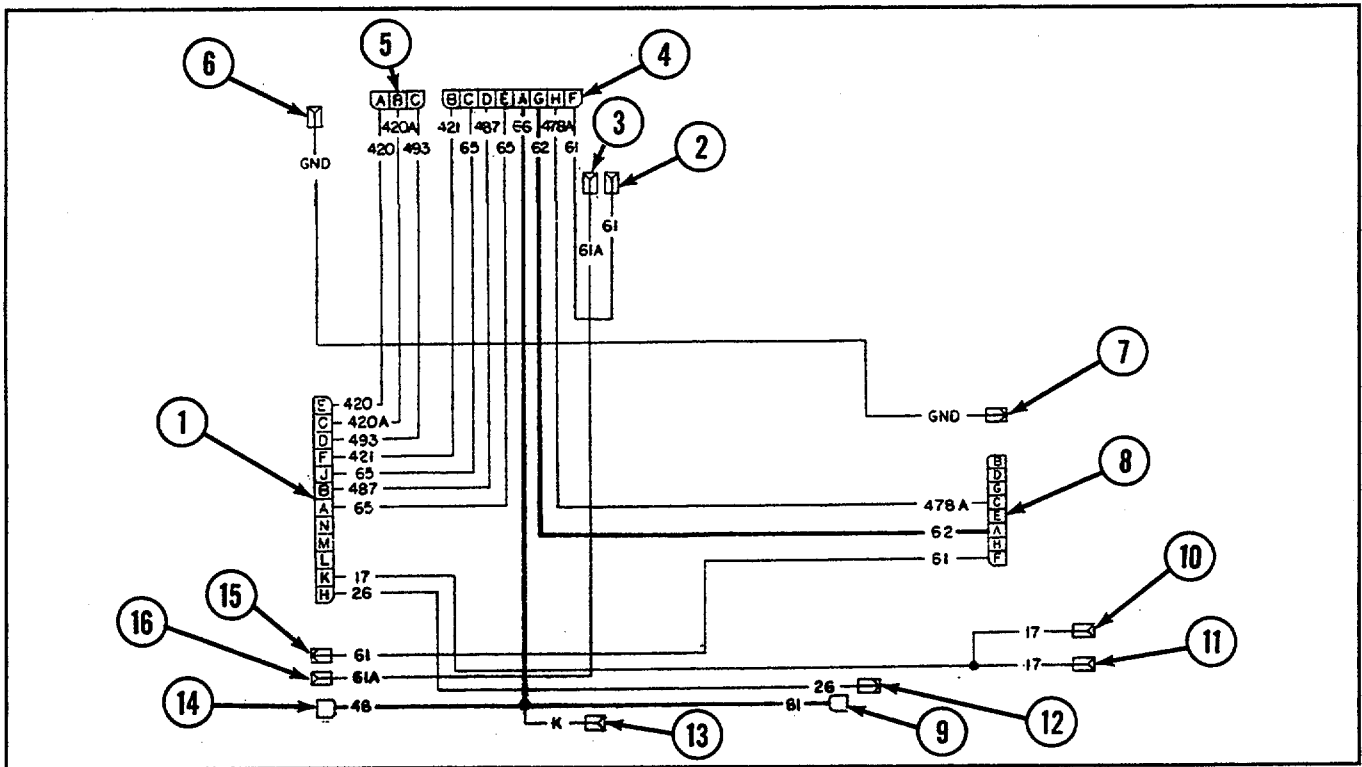 5
4
6
A B C
B C D E A G H F
3
2
420A
421
487
66
478A
420
493
65
65
62
61
GND
61
61A
7
GND
1
E 420
C 420A
D 493
F 421
J 65
B 487
A 65
N
M
L
K 17
H 26
8
B
D
G
478A C
E
62 A
H
61 F
10
15
17
11
16
61
17
61A
14
26
48
81
K
13
9
12